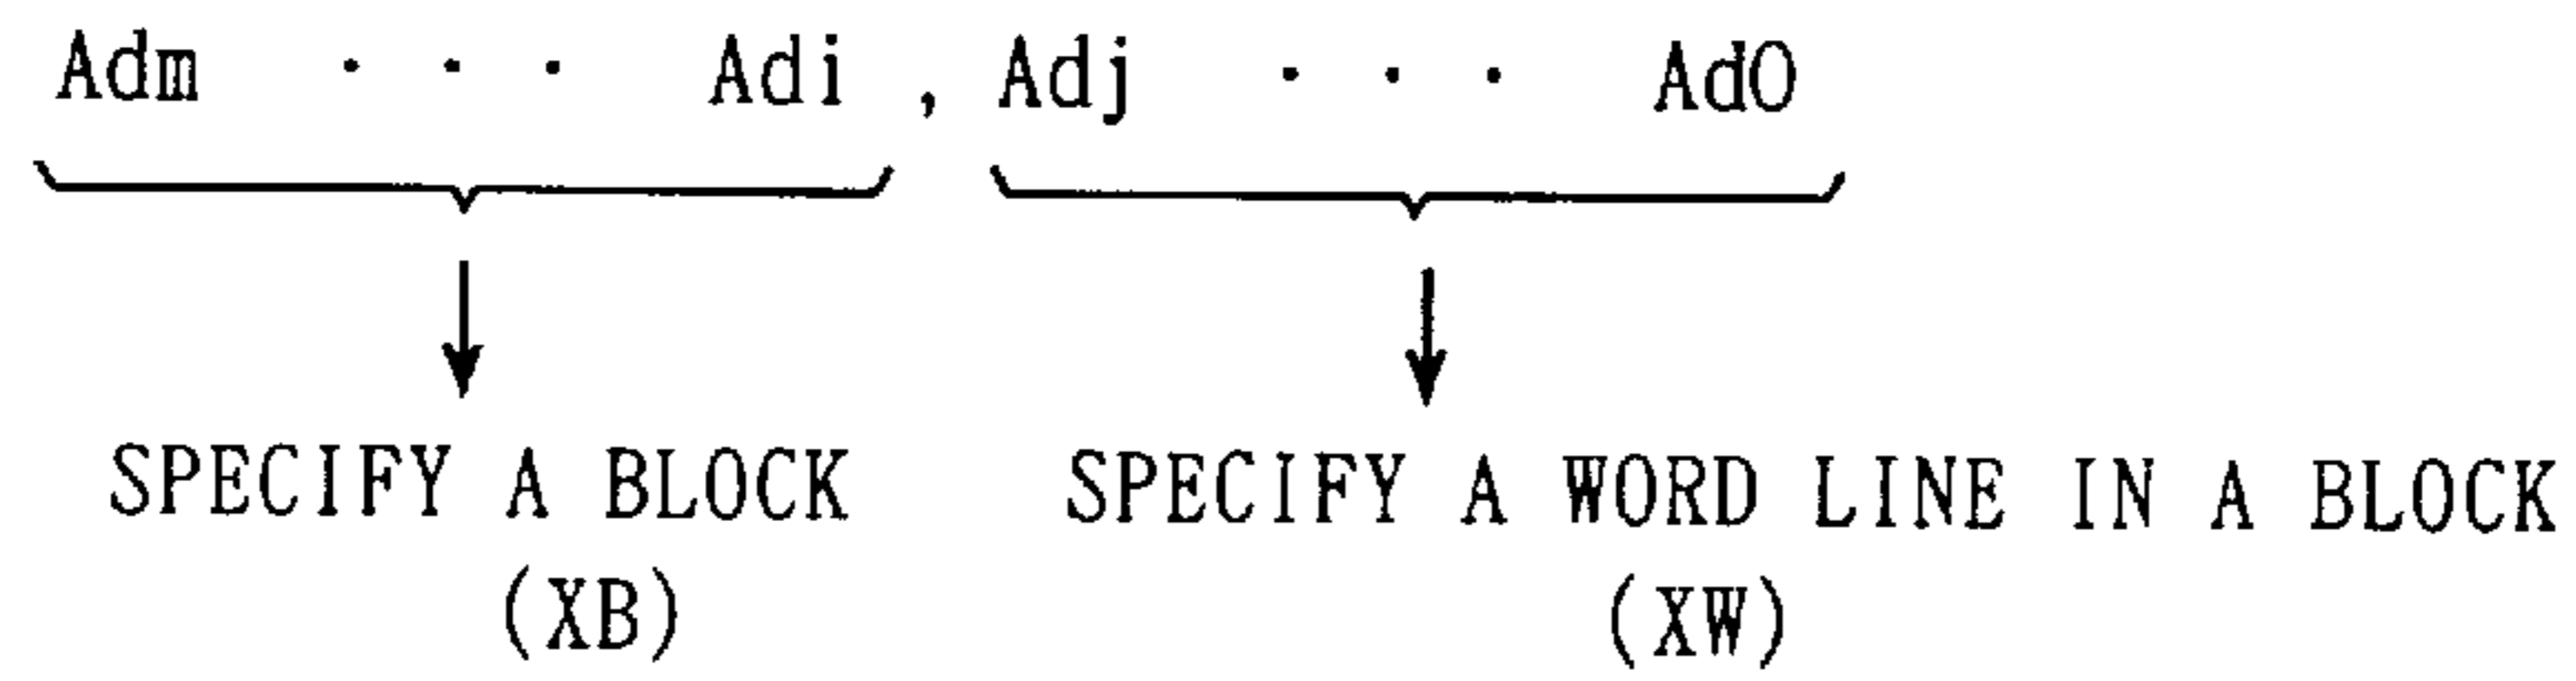 Adm · · · Adi , Adj · · · Ad0
SPECIFY A BLOCK SPECIFY A WORD LINE IN A BLOCK
(XB) (XW)